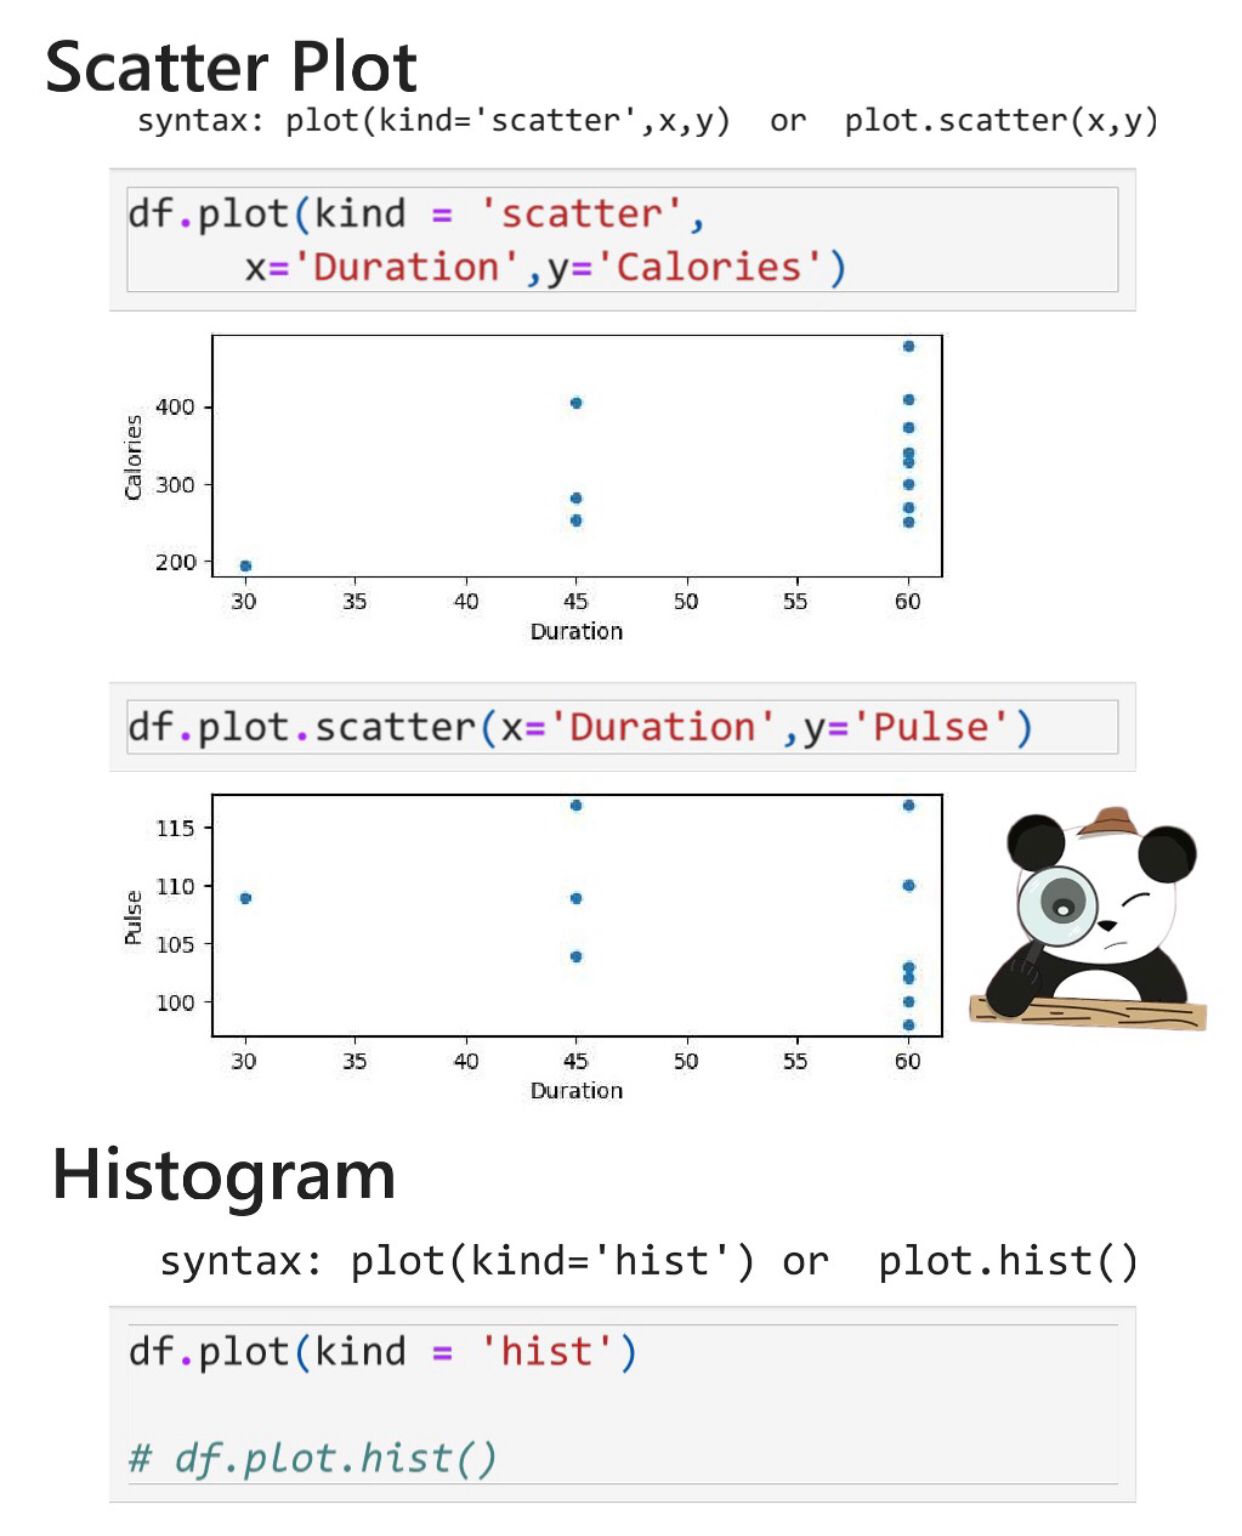 Scatter Plot
syntax: plot(kind='scatter',x,y)  or  plot.scatter(x,y)
df.plot(kind = 'scatter',
     x='Duration',y='Calories')
400
300
200
Calories
30 35 40 45 50 55 60
Duration
df.plot.scatter(x='Duration',y='Pulse')
115
110
105
100
Pulse
30 35 40 45 50 55 60
Duration
Histogram
syntax: plot(kind='hist') or  plot.hist()
df.plot(kind = 'hist')
# df.plot.hist()